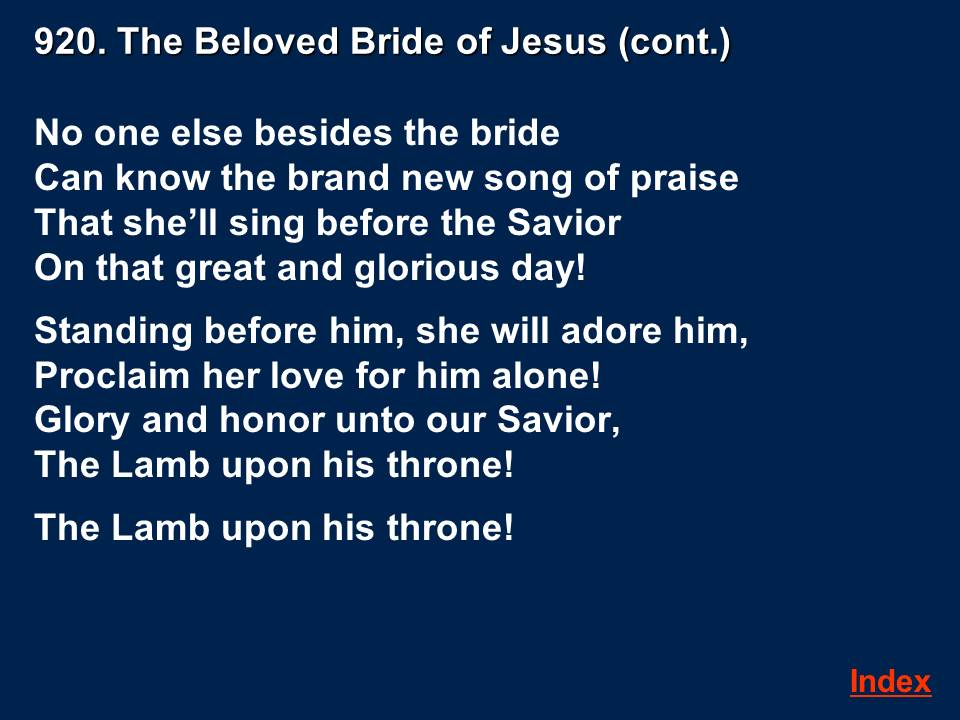 920. The Beloved Bride of Jesus (cont.)
No one else besides the bride
Can know the brand new song of praise
That she’ll sing before the Savior
On that great and glorious day!
Standing before him, she will adore him,
Proclaim her love for him alone!
Glory and honor unto our Savior,
The Lamb upon his throne!
The Lamb upon his throne!
Index